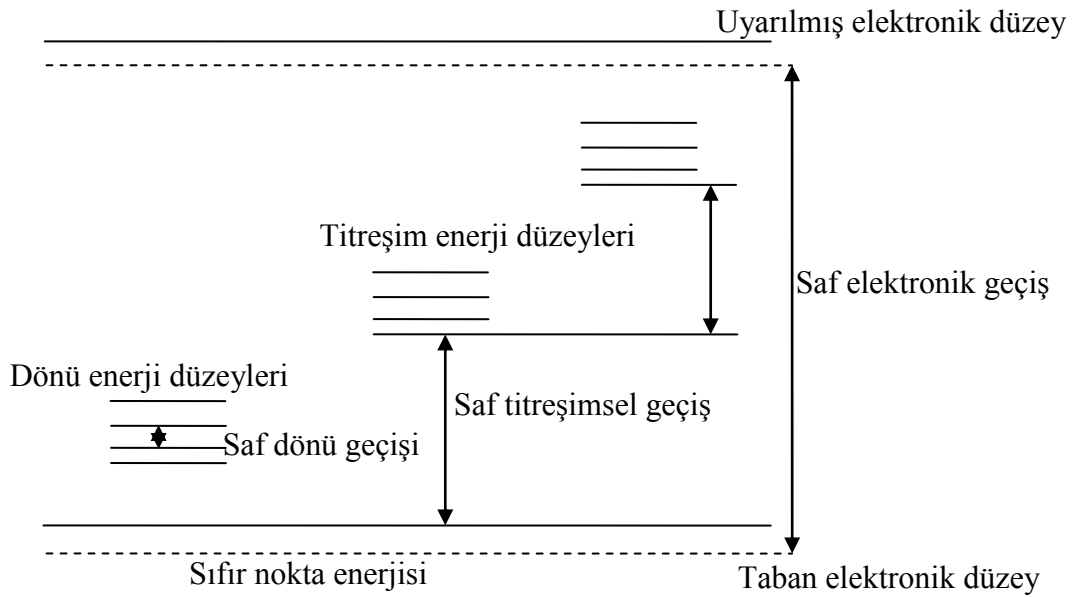 Uyarılmış elektronik düzey
Titreşim enerji düzeyleri
Saf elektronik geçiş
Dönü enerji düzeyleri
Saf titreşimsel geçiş
Saf dönü geçişi
Sıfır nokta enerjisi
Taban elektronik düzey